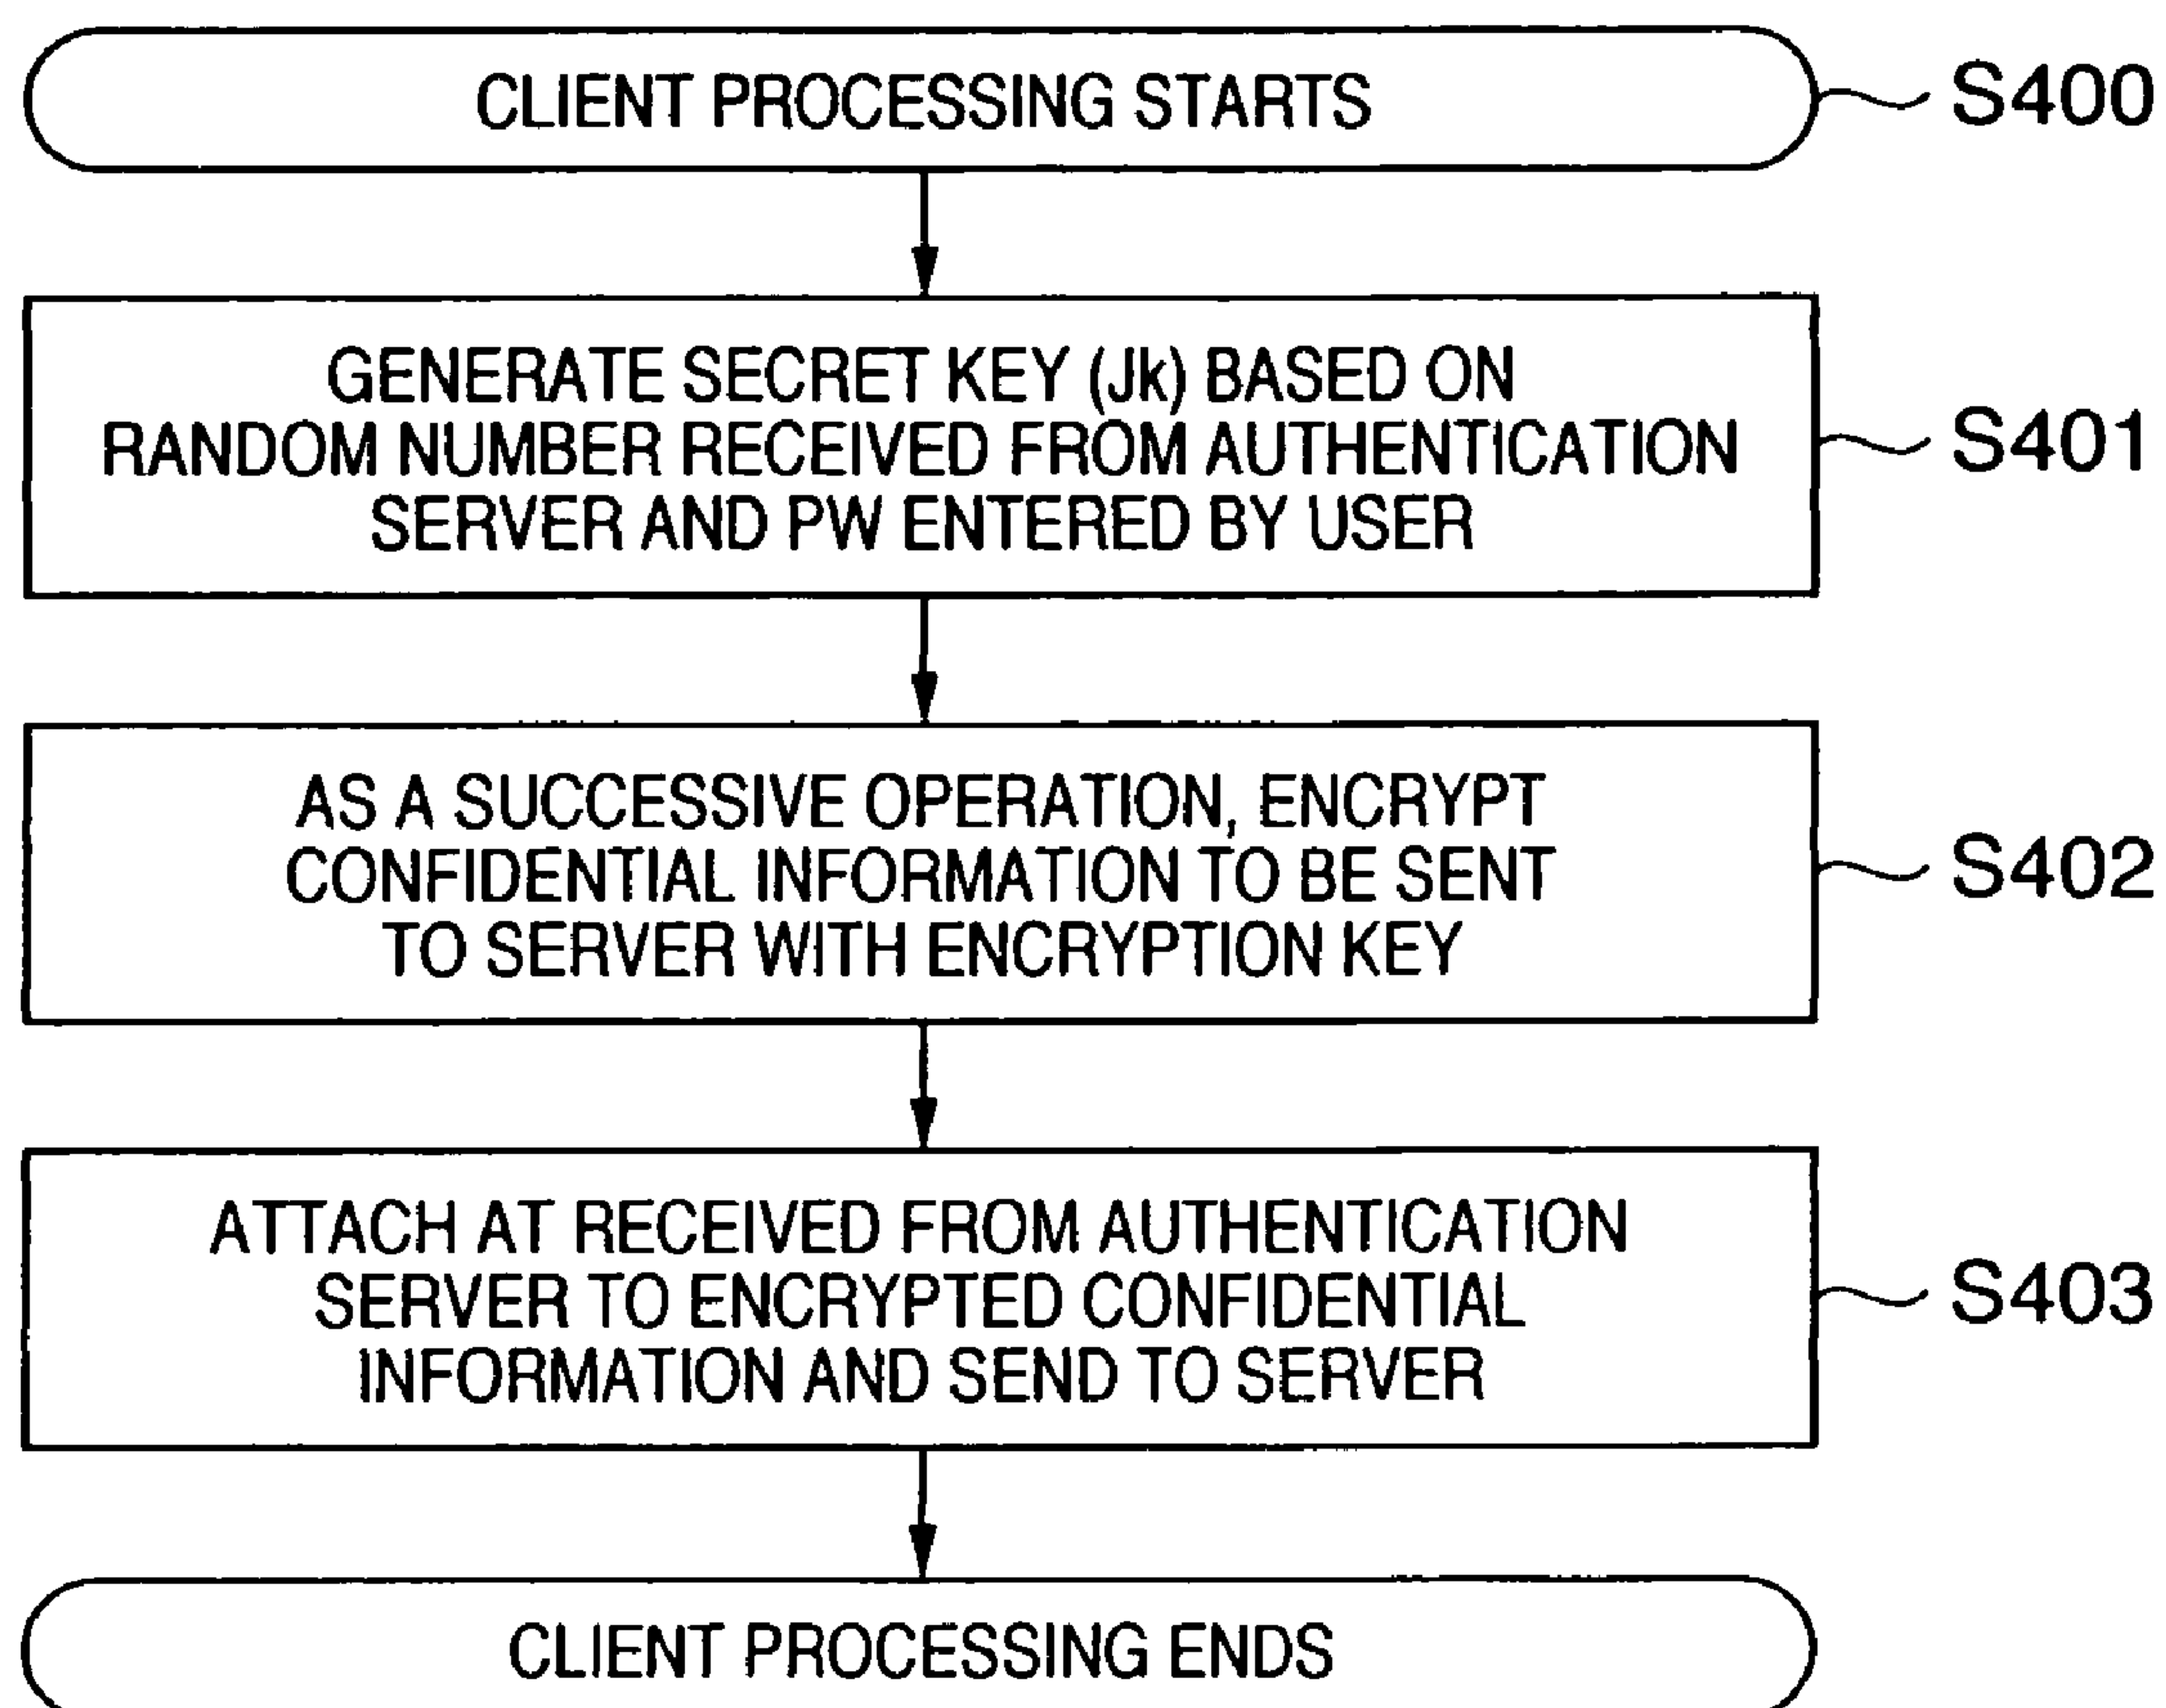 CLIENT PROCESSING STARTS
S400
GENERATE SECRET KEY (Jk) BASED ON
RANDOM NUMBER RECEIVED FROM AUTHENTICATION
SERVER AND PW ENTERED BY USER
S401
AS A SUCCESSIVE OPERATION, ENCRYPT
CONFIDENTIAL INFORMATION TO BE SENT
TO SERVER WITH ENCRYPTION KEY
S402
ATTACH AT RECEIVED FROM AUTHENTICATION
SERVER TO ENCRYPTED CONFIDENTIAL
INFORMATION AND SEND TO SERVER
S403
CLIENT PROCESSING ENDS